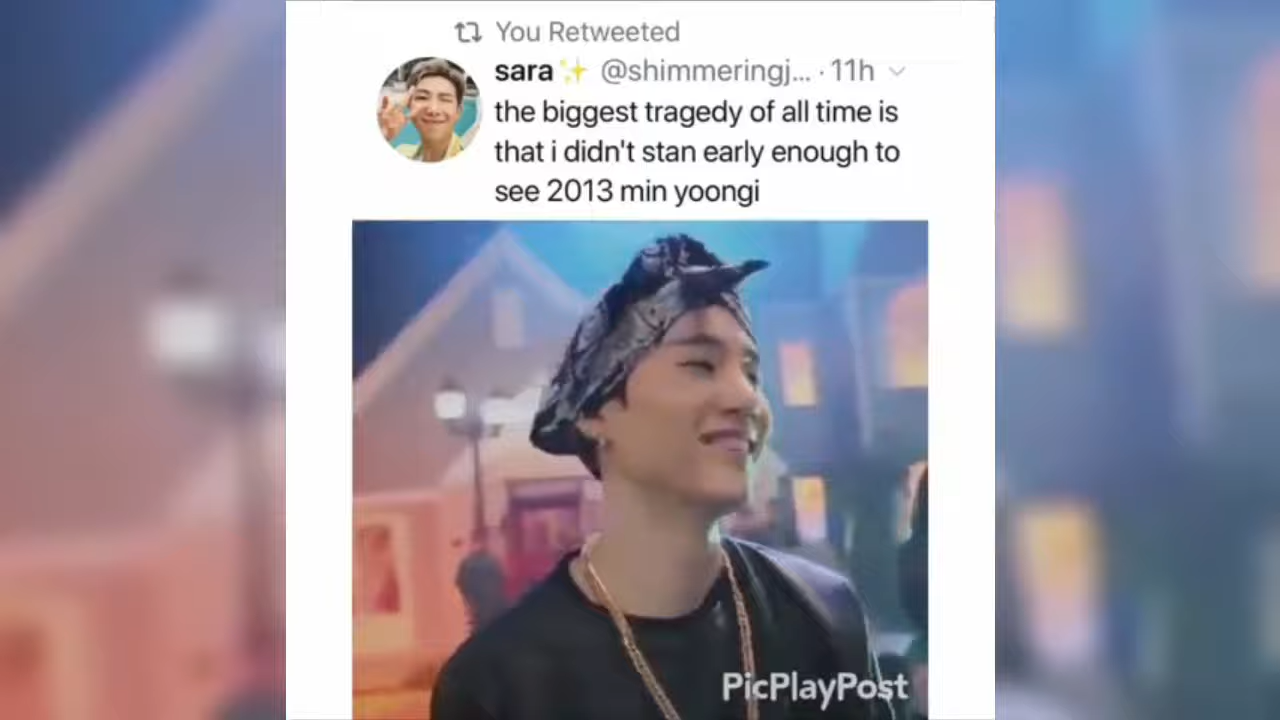 You Retweeted
sara✨ @shimmeringj... · 11h
the biggest tragedy of all time is
that i didn't stan early enough to
see 2013 min yoongi
PicPlayPost